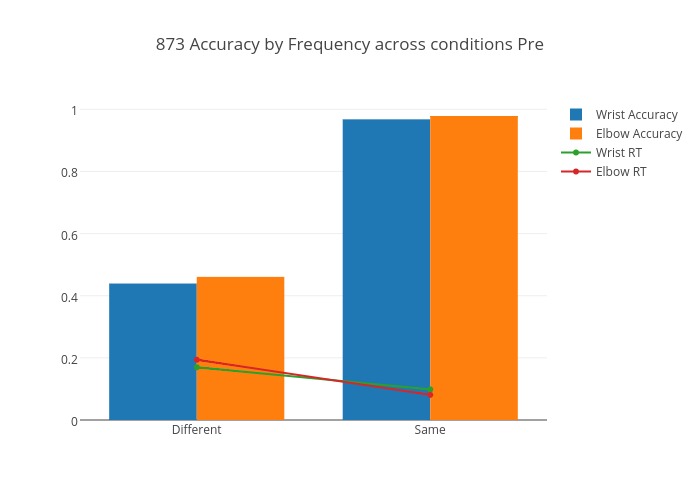 873 Accuracy by Frequency across conditions Pre
1
0.8
0.6
0.4
0.2
0
Different
Same
Wrist Accuracy
Elbow Accuracy
Wrist RT
Elbow RT